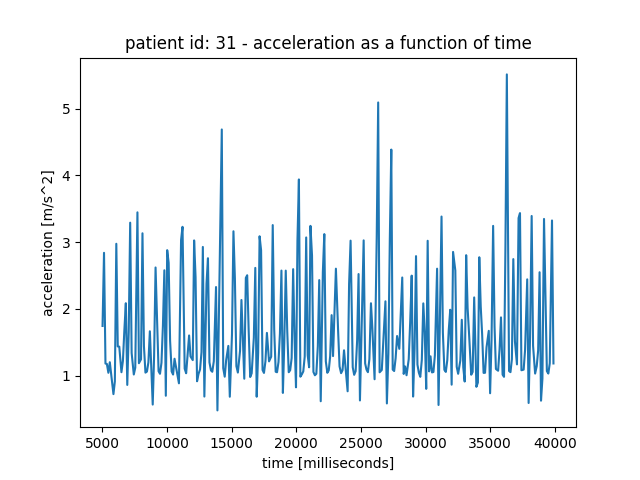 patient id: 31 - acceleration as a function of time
acceleration [m/s^2]
5
4
3
2
1
5000 10000 15000 20000 25000 30000 35000 40000
time [milliseconds]